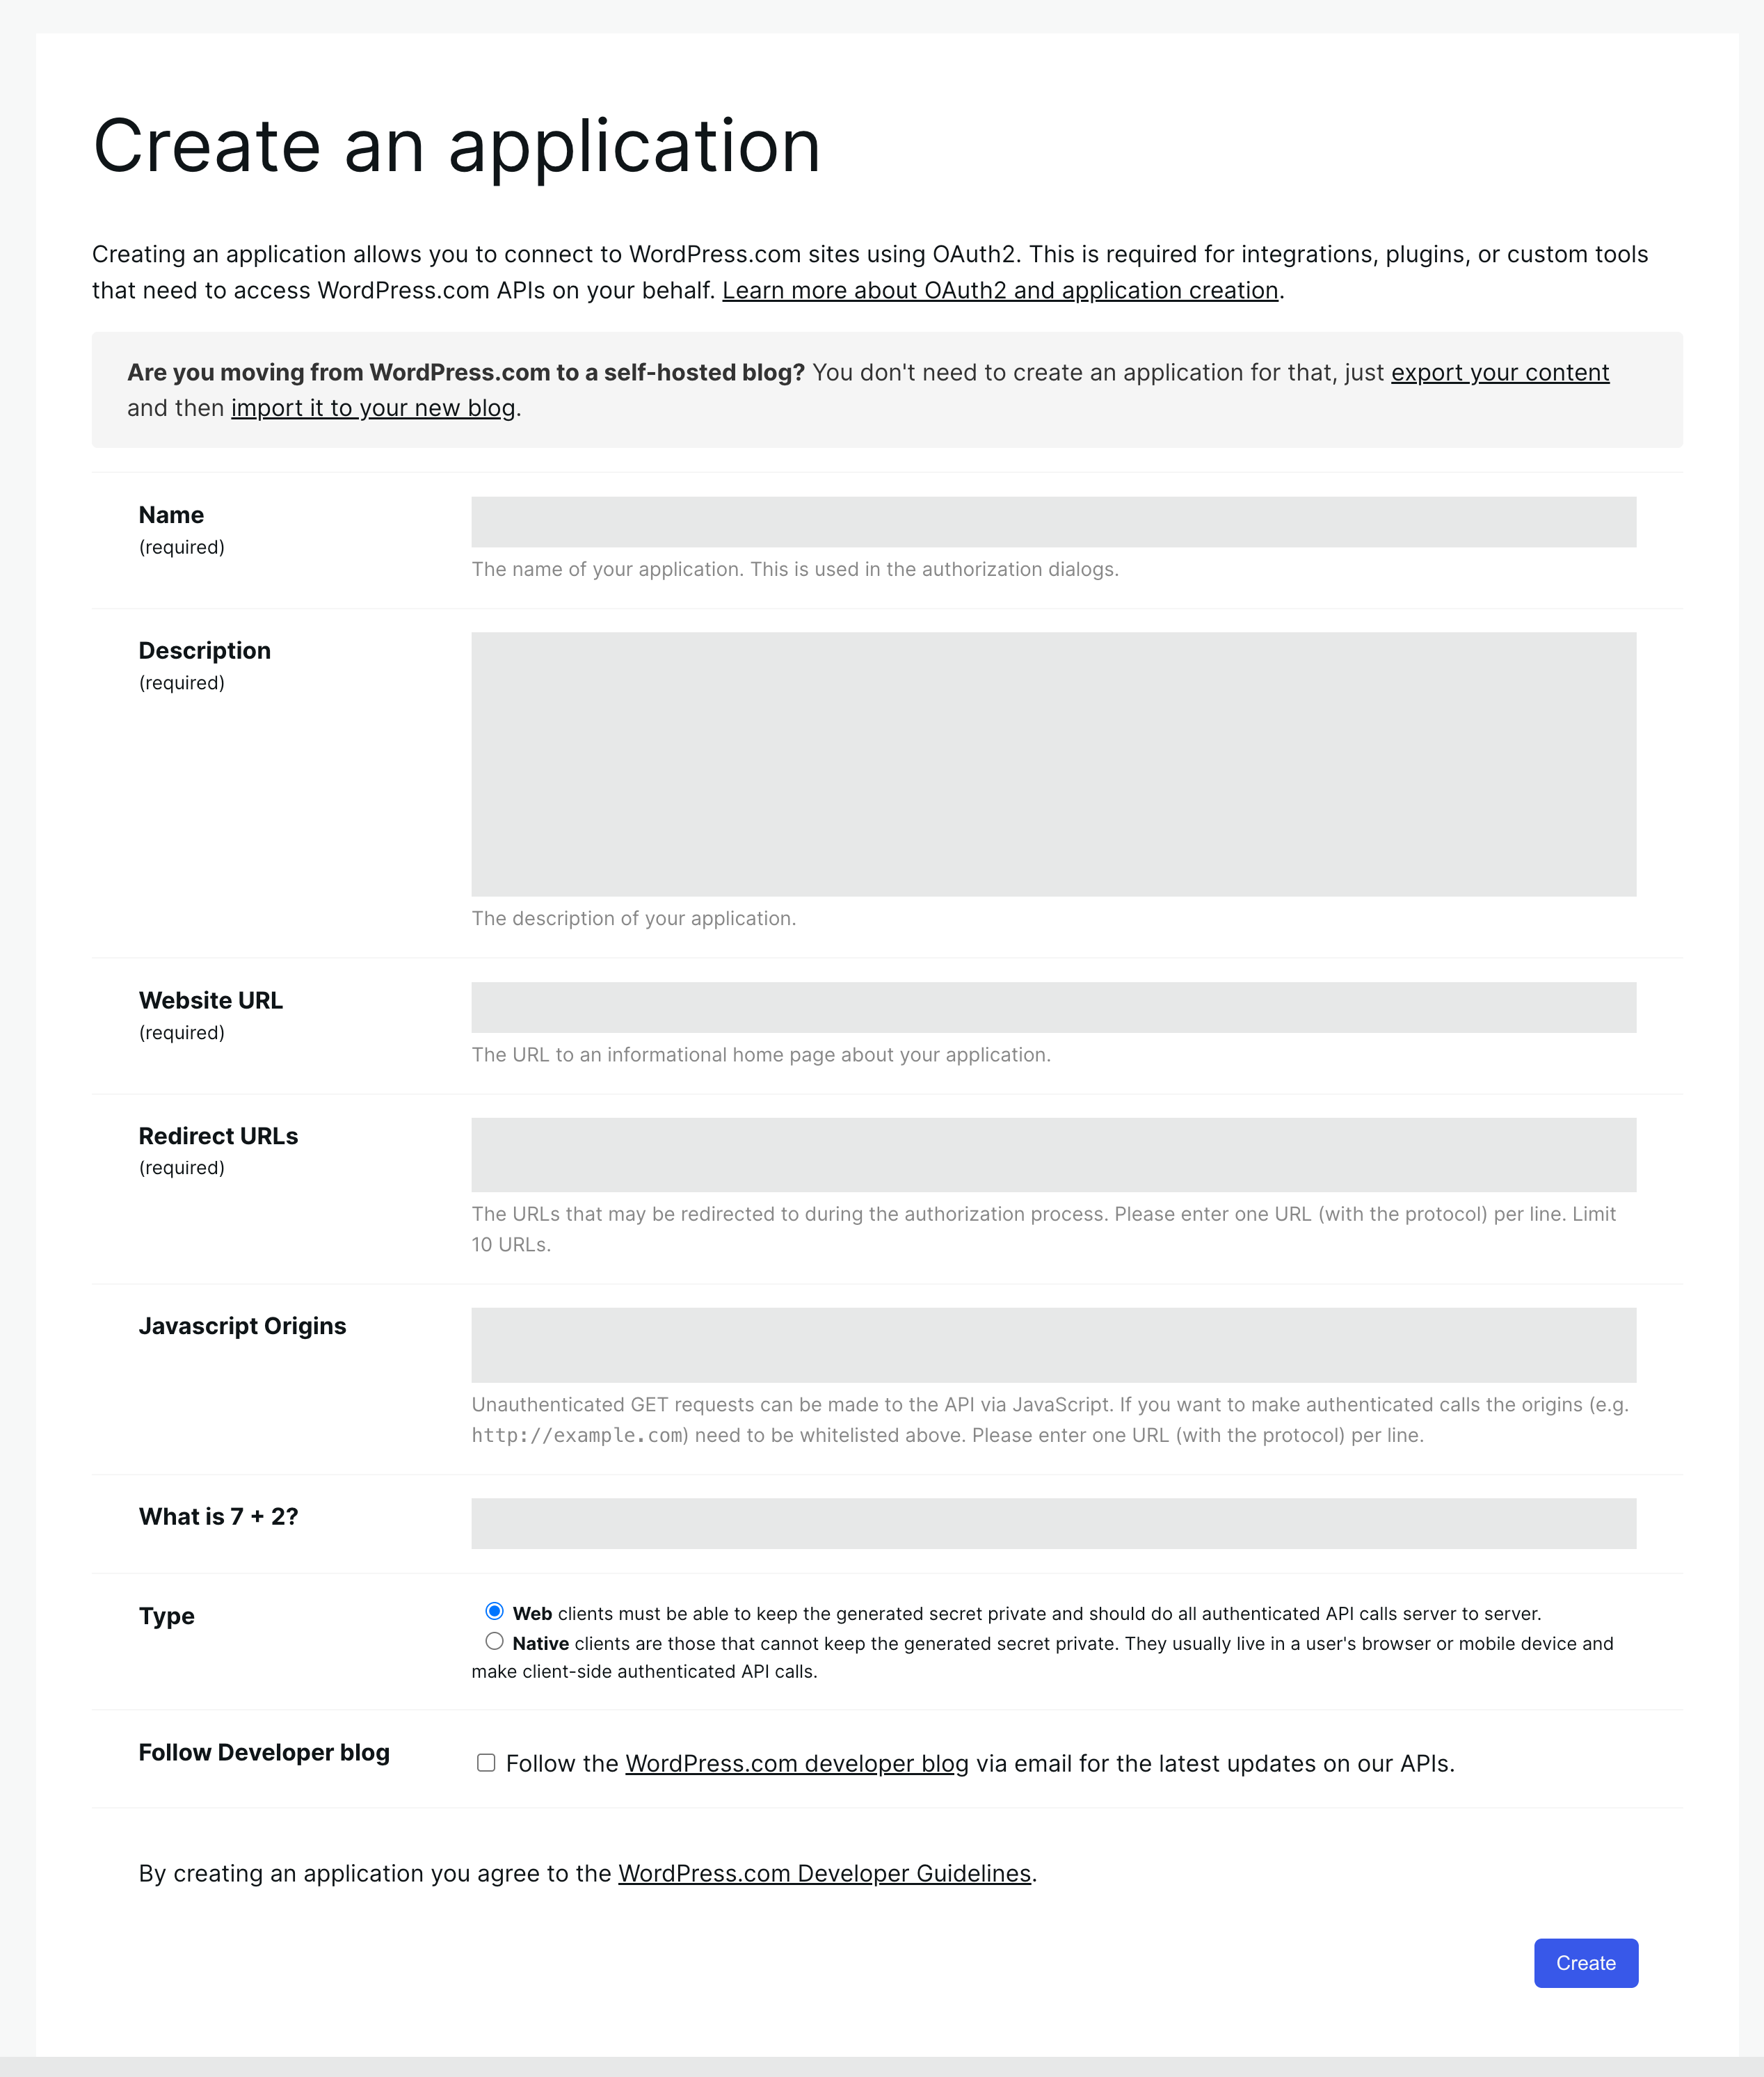 Create an application
Creating an application allows you to connect to WordPress.com sites using OAuth2. This is required for integrations, plugins, or custom tools
that need to access WordPress.com APIs on your behalf. Learn more about OAuth2 and application creation.
Are you moving from WordPress.com to a self-hosted blog? You don't need to create an application for that, just export your content
and then import it to your new blog.
Name
(required)
The name of your application. This is used in the authorization dialogs.
Description
(required)
The description of your application.
Website URL
(required)
The URL to an informational home page about your application.
Redirect URLs
(required)
The URLs that may be redirected to during the authorization process. Please enter one URL (with the protocol) per line. Limit
10 URLs.
Javascript Origins
Unauthenticated GET requests can be made to the API via JavaScript. If you want to make authenticated calls the origins (e.g.
http://example.com) need to be whitelisted above. Please enter one URL (with the protocol) per line.
What is 7 + 2?
Type
Web clients must be able to keep the generated secret private and should do all authenticated API calls server to server.
Native clients are those that cannot keep the generated secret private. They usually live in a user's browser or mobile device and
make client-side authenticated API calls.
Follow Developer blog
Follow the WordPress.com developer blog via email for the latest updates on our APIs.
By creating an application you agree to the WordPress.com Developer Guidelines.
Create